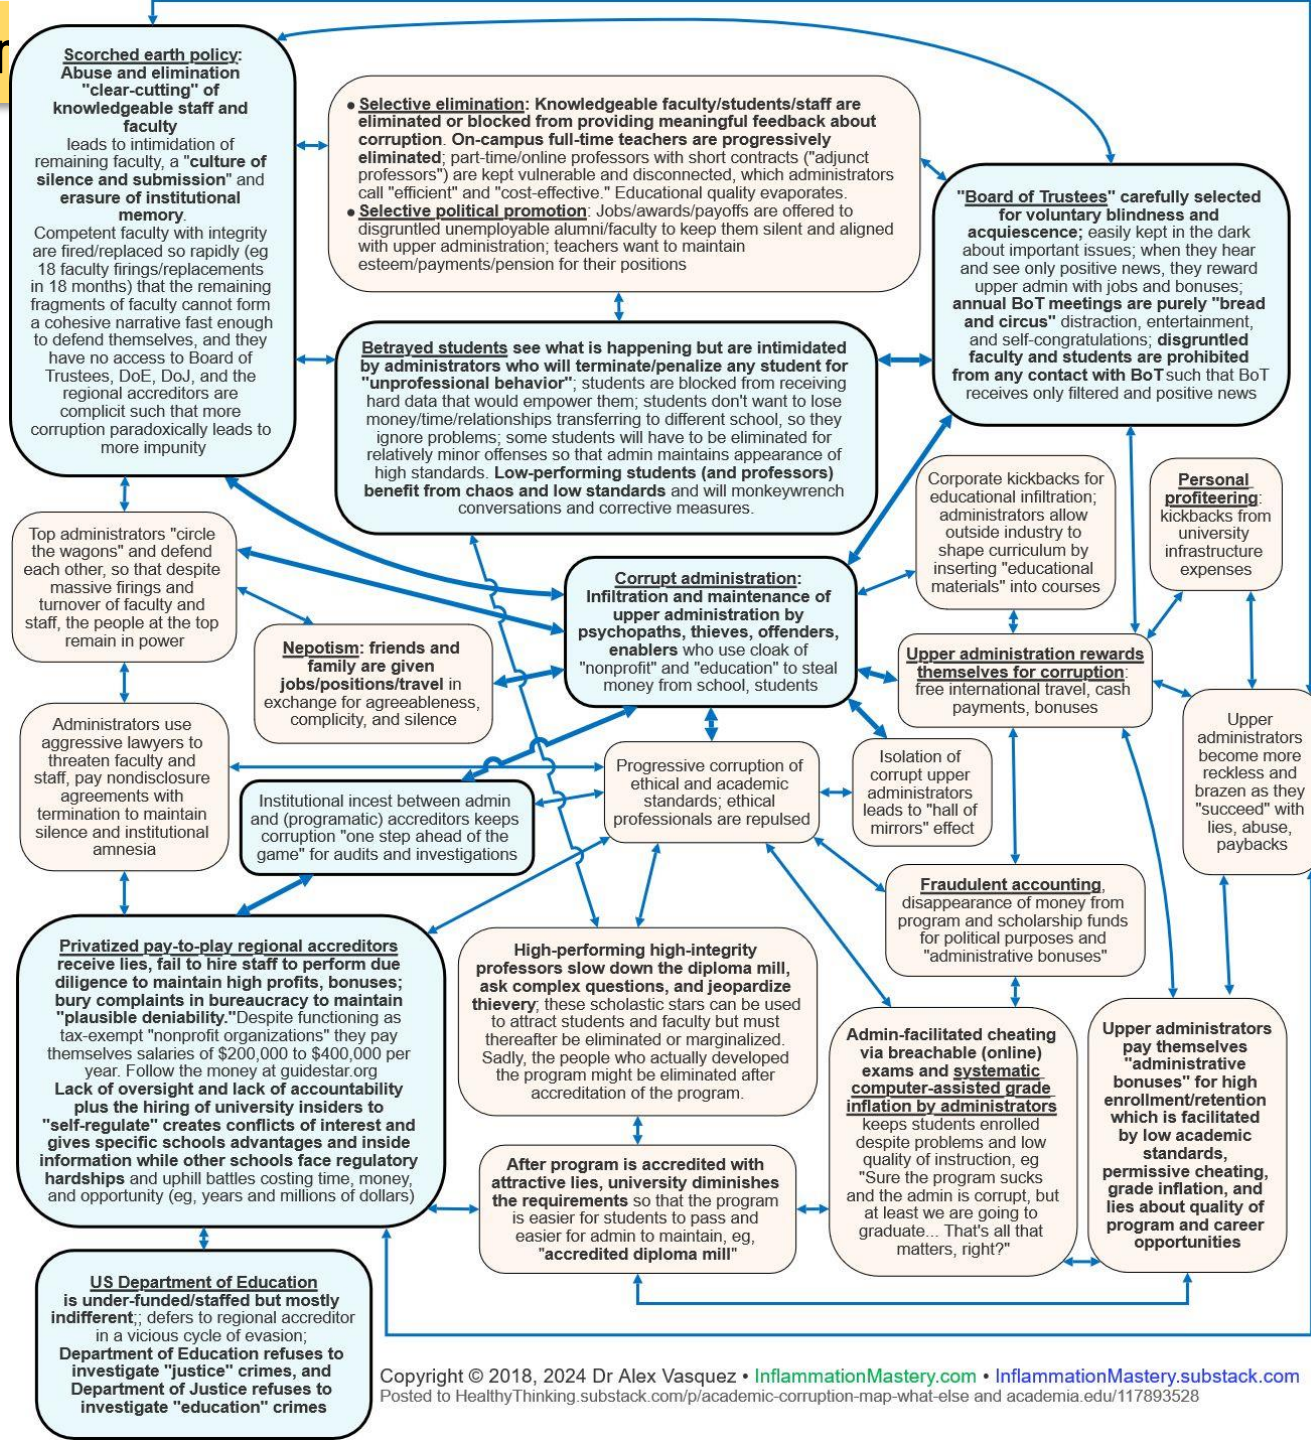 Scorched earth policy:
Abuse and elimination
"clear-cutting" of
knowledgeable staff and
faculty
leads to intimidation of
remaining faculty, a "culture of
silence and submission" and
erasure of institutional
memory.
Competent faculty with integrity
are fired/replaced so rapidly (eg
18 faculty firings/replacements
in 18 months) that the remaining
fragments of faculty cannot form
a cohesive narrative fast enough
to defend themselves, and they
have no access to Board of
Trustees, DoE, DoJ, and the
regional accreditors are
complicit such that more
corruption paradoxically leads to
more impunity
• Selective elimination: Knowledgeable faculty/students/staff are
eliminated or blocked from providing meaningful feedback about
corruption. On-campus full-time teachers are progressively
eliminated; part-time/online professors with short contracts ("adjunct
professors") are kept vulnerable and disconnected, which administrators
call "efficient" and "cost-effective." Educational quality evaporates.
• Selective political promotion: Jobs/awards/payoffs are offered to
disgruntled unemployable alumni/faculty to keep them silent and aligned
with upper administration; teachers want to maintain
esteem/payments/pension for their positions
"Board of Trustees" carefully selected
for voluntary blindness and
acquiescence; easily kept in the dark
about important issues; when they hear
and see only positive news, they reward
upper admin with jobs and bonuses;
annual BoT meetings are purely "bread
and circus" distraction, entertainment,
and self-congratulations; disgruntled
faculty and students are prohibited
from any contact with BoT such that BoT
receives only filtered and positive news
Betrayed students see what is happening but are intimidated
by administrators who will terminate/penalize any student for
"unprofessional behavior"; students are blocked from receiving
hard data that would empower them; students don't want to lose
money/time/relationships transferring to different school, so they
ignore problems; some students will have to be eliminated for
relatively minor offenses so that admin maintains appearance of
high standards. Low-performing students (and professors)
benefit from chaos and low standards and will monkeywrench
conversations and corrective measures.
Corporate kickbacks for
educational infiltration;
administrators allow
outside industry to
shape curriculum by
inserting "educational
materials" into courses
Personal
profiteering:
kickbacks from
university
infrastructure
expenses
Top administrators "circle
the wagons" and defend
each other, so that despite
massive firings and
turnover of faculty and
staff, the people at the top
remain in power
Nepotism: friends and
family are given
jobs/positions/travel in
exchange for agreeableness,
complicity, and silence
Corrupt administration:
Infiltration and maintenance of
upper administration by
psychopaths, thieves, offenders,
enablers who use cloak of
"nonprofit" and "education" to steal
money from school, students
Upper administration rewards
themselves for corruption:
free international travel, cash
payments, bonuses
Upper
administrators
become more
reckless and
brazen as they
"succeed" with
lies, abuse,
paybacks
Administrators use
aggressive lawyers to
threaten faculty and
staff, pay nondisclosure
agreements with
termination to maintain
silence and institutional
amnesia
Institutional incest between admin
and (programatic) accreditors keeps
corruption "one step ahead of the
game" for audits and investigations
Progressive corruption of
ethical and academic
standards; ethical
professionals are repulsed
Isolation of
corrupt upper
administrators
leads to "hall of
mirrors" effect
Fraudulent accounting,
disappearance of money from
program and scholarship funds
for political purposes and
"administrative bonuses"
Privatized pay-to-play regional accreditors
receive lies, fail to hire staff to perform due
diligence to maintain high profits, bonuses;
bury complaints in bureaucracy to maintain
"plausible deniability."Despite functioning as
tax-exempt "nonprofit organizations" they pay
themselves salaries of $200,000 to $400,000 per
year. Follow the money at guidestar.org
Lack of oversight and lack of accountability
plus the hiring of university insiders to
"self-regulate" creates conflicts of interest and
gives specific schools advantages and inside
information while other schools face regulatory
hardships and uphill battles costing time, money,
and opportunity (eg, years and millions of dollars)
High-performing high-integrity
professors slow down the diploma mill,
ask complex questions, and jeopardize
thievery; these scholastic stars can be used
to attract students and faculty but must
thereafter be eliminated or marginalized.
Sadly, the people who actually developed
the program might be eliminated after
accreditation of the program.
Admin-facilitated cheating
via breachable (online)
exams and systematic
computer-assisted grade
inflation by administrators
keeps students enrolled
despite problems and low
quality of instruction, eg
"Sure the program sucks
and the admin is corrupt, but
at least we are going to
graduate... That's all that
matters, right?"
Upper administrators
pay themselves
"administrative
bonuses" for high
enrollment/retention
which is facilitated
by low academic
standards,
permissive cheating,
grade inflation, and
lies about quality of
program and career
opportunities
After program is accredited with
attractive lies, university diminishes
the requirements so that the program
is easier for students to pass and
easier for admin to maintain, eg,
"accredited diploma mill"
US Department of Education
is under-funded/staffed but mostly
indifferent;; defers to regional accreditor
in a vicious cycle of evasion;
Department of Education refuses to
investigate "justice" crimes, and
Department of Justice refuses to
investigate "education" crimes
Copyright © 2018, 2024 Dr Alex Vasquez • InflammationMastery.com • InflammationMastery.substack.com
Posted to HealthyThinking.substack.com/p/academic-corruption-map-what-else and academia.edu/117893528